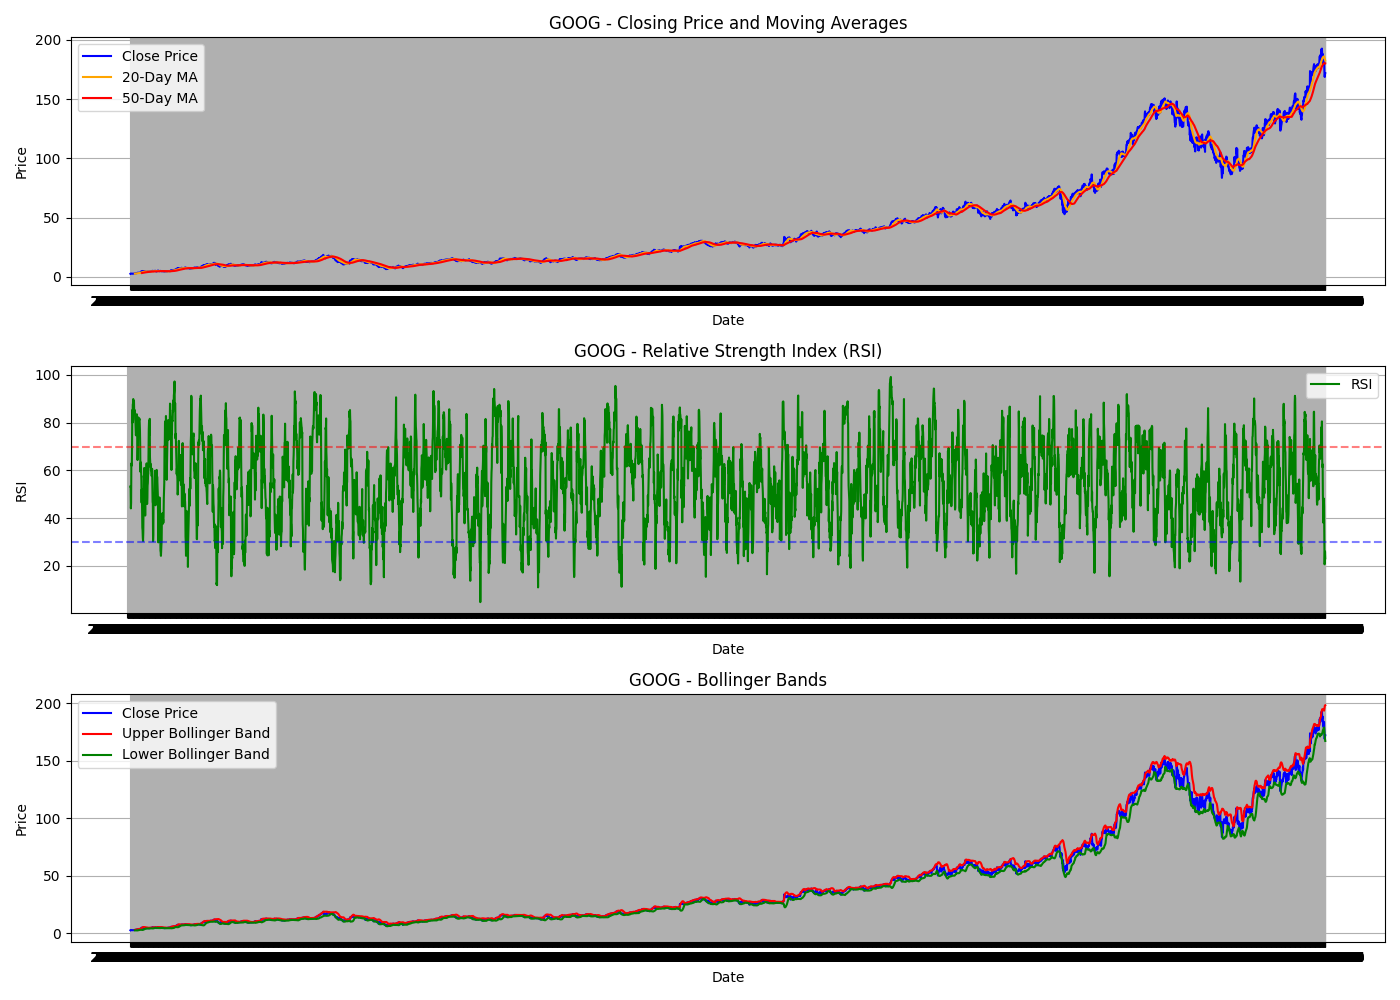 GOOG - Closing Price and Moving Averages
200
150
100
50
0
Price
Close Price
20-Day MA
50-Day MA
Date
GOOG - Relative Strength Index (RSI)
100
80
60
40
20
RSI
RSI
Date
GOOG - Bollinger Bands
200
150
100
50
0
Price
Close Price
Upper Bollinger Band
Lower Bollinger Band
Date